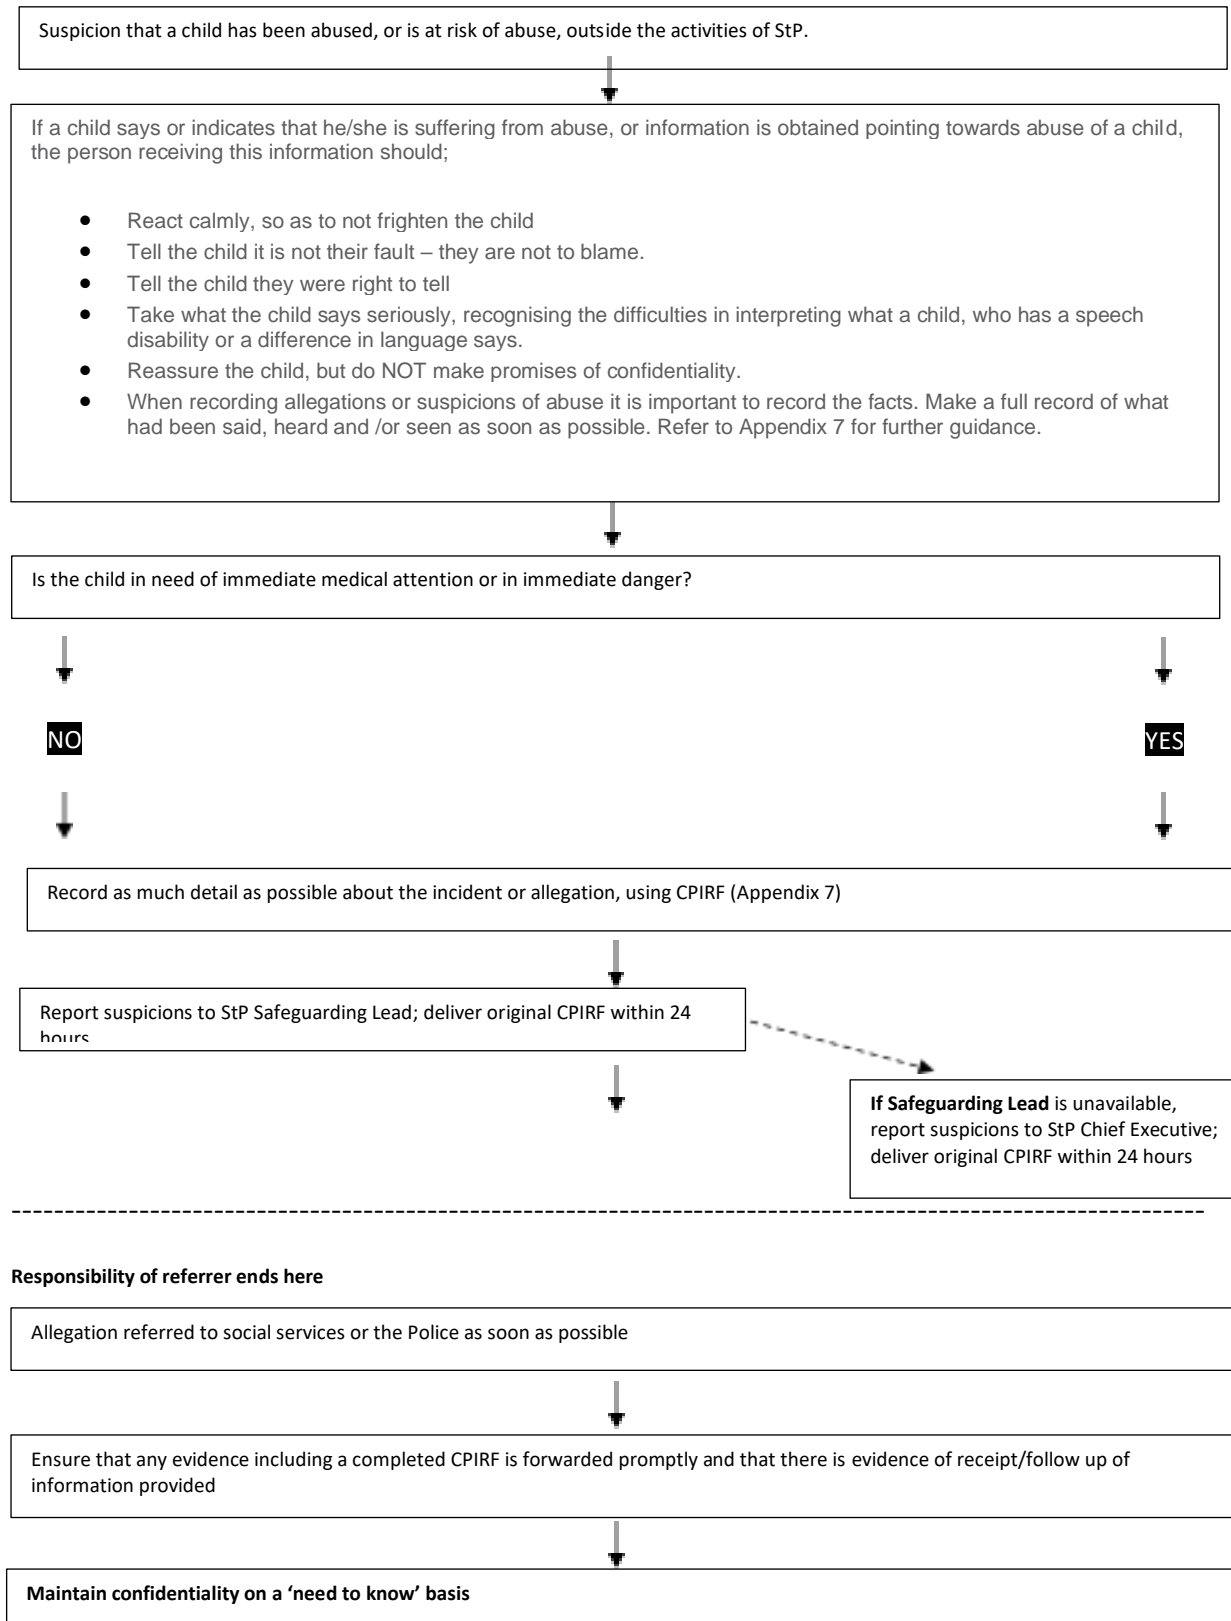 Suspicion that a child has been abused, or is at risk of abuse, outside the activities of StP.
If a child says or indicates that he/she is suffering from abuse, or information is obtained pointing towards abuse of a child,
the person receiving this information should;
● React calmly, so as to not frighten the child
● Tell the child it is not their fault – they are not to blame.
● Tell the child they were right to tell
● Take what the child says seriously, recognising the difficulties in interpreting what a child, who has a speech
disability or a difference in language says.
● Reassure the child, but do NOT make promises of confidentiality.
● When recording allegations or suspicions of abuse it is important to record the facts. Make a full record of what
had been said, heard and /or seen as soon as possible. Refer to Appendix 7 for further guidance.
Is the child in need of immediate medical attention or in immediate danger?
NO
YES
Record as much detail as possible about the incident or allegation, using CPIRF (Appendix 7)
Report suspicions to StP Safeguarding Lead; deliver original CPIRF within 24
hours
If Safeguarding Lead is unavailable,
report suspicions to StP Chief Executive;
deliver original CPIRF within 24 hours
Responsibility of referrer ends here
Allegation referred to social services or the Police as soon as possible
Ensure that any evidence including a completed CPIRF is forwarded promptly and that there is evidence of receipt/follow up of
information provided
Maintain confidentiality on a ‘need to know’ basis